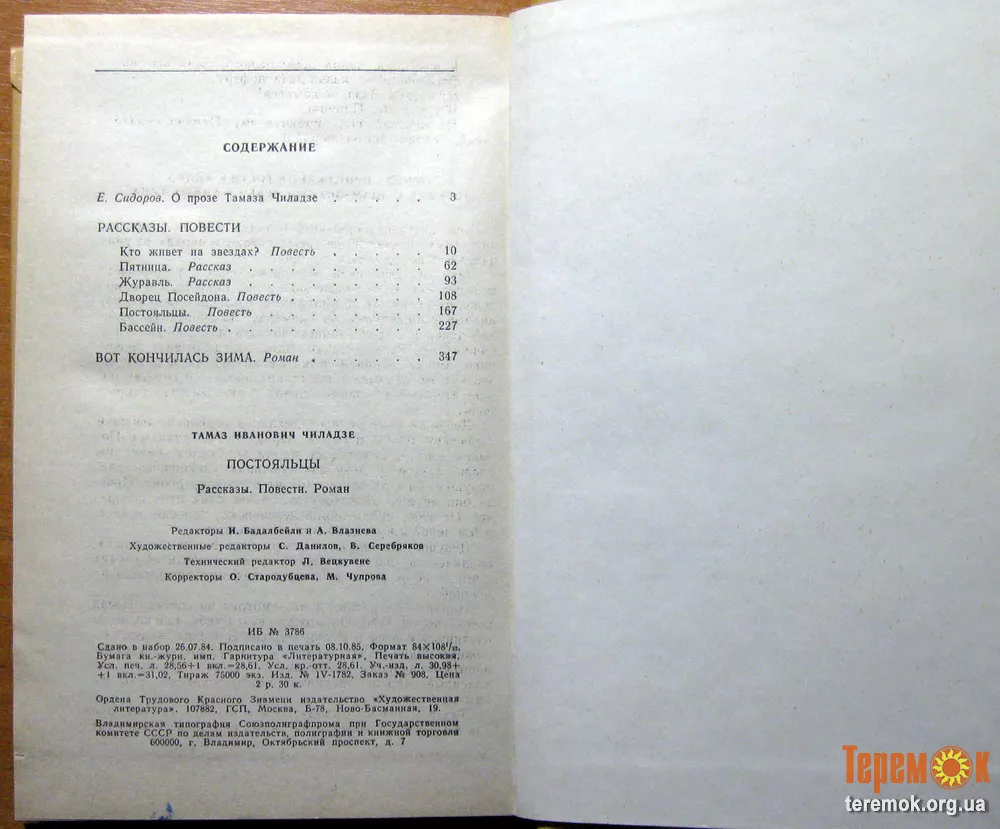 СОДЕРЖАНИЕ
Е. Сидоров. О прозе Тамаза Чиладзе . . . . . 3
РАССКАЗЫ. ПОВЕСТИ
Кто живет на звездах? Повесть . . . . . 10
Пятница. Рассказ . . . . . . . . 62
Журавль. Рассказ . . . . . . . . 93
Дворец Посейдона. Повесть . . . . . . 108
Постояльцы. Повесть . . . . . . . 167
Бассейн. Повесть . . . . . . . . 227
ВОТ КОНЧИЛАСЬ ЗИМА. Роман . . . . . . 347
ТАМАЗ ИВАНОВИЧ ЧИЛАДЗЕ
ПОСТОЯЛЬЦЫ
Рассказы. Повести. Роман
Редакторы И. Бадалбейли и А. Влазнева
Художественные редакторы С. Данилов, В. Серебряков
Технический редактор Л. Вецкувене
Корректоры О. Стародубцева, М. Чупрова
ИБ № 3786
Сдано в набор 26.07.84. Подписано в печать 08.10.85. Формат 84×108¹/₃₂.
Бумага кн.-журн. имп. Гарнитура «Литературная». Печать высокая.
Усл. печ. л. 28,56+1 вкл.=28,61. Усл. кр.-отт. 28,61. Уч.-изд. л. 30,98+
+1 вкл.=31,02. Тираж 75000 экз. Изд. № IV-1782. Заказ № 908. Цена
2 р. 30 к.
Ордена Трудового Красного Знамени издательство «Художественная
литература». 107882, ГСП, Москва, Б-78, Ново-Басманная, 19.
Владимирская типография Союзполиграфпрома при Государственном
комитете СССР по делам издательств, полиграфии и книжной торговли
600000, г. Владимир, Октябрьский проспект, д. 7
Теремок
teremok.org.ua